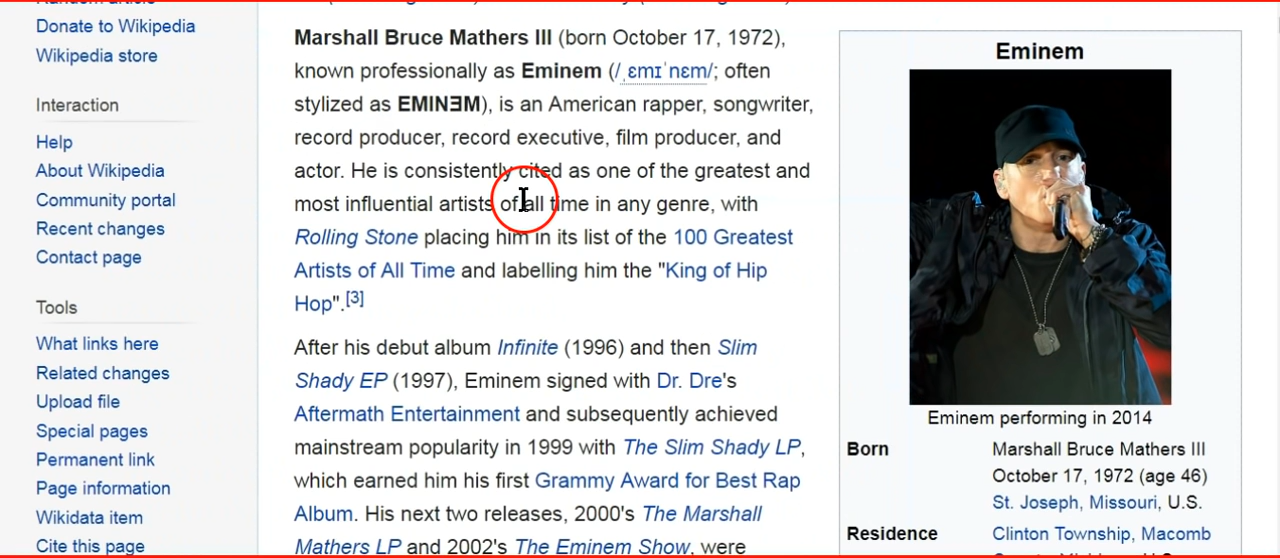 Donate to Wikipedia
Wikipedia store
Interaction
Help
About Wikipedia
Community portal
Recent changes
Contact page
Tools
What links here
Related changes
Upload file
Special pages
Permanent link
Page information
Wikidata item
Cite this page
Marshall Bruce Mathers III (born October 17, 1972),
known professionally as Eminem (/ˌɛmɪˈnɛm/; often
stylized as EMINƎM), is an American rapper, songwriter,
record producer, record executive, film producer, and
actor. He is consistently cited as one of the greatest and
most influential artists of all time in any genre, with
Rolling Stone placing him in its list of the 100 Greatest
Artists of All Time and labelling him the "King of Hip
Hop".[3]
After his debut album Infinite (1996) and then Slim
Shady EP (1997), Eminem signed with Dr. Dre's
Aftermath Entertainment and subsequently achieved
mainstream popularity in 1999 with The Slim Shady LP,
which earned him his first Grammy Award for Best Rap
Album. His next two releases, 2000's The Marshall
Mathers LP and 2002's The Eminem Show, were
Eminem
Eminem performing in 2014
Born Marshall Bruce Mathers III
October 17, 1972 (age 46)
St. Joseph, Missouri, U.S.
Residence Clinton Township, Macomb